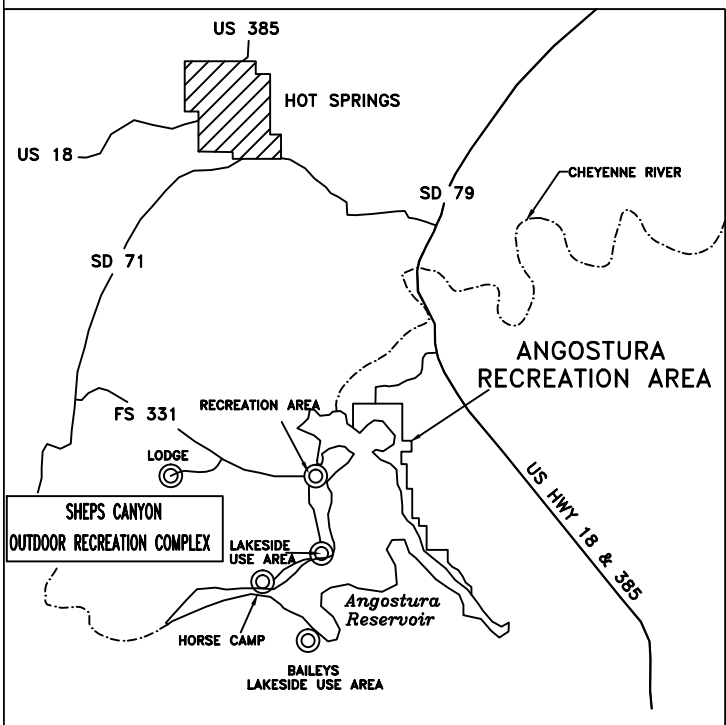 US 385
HOT SPRINGS
US 18
CHEYENNE RIVER
SD 79
SD 71
ANGOSTURA
RECREATION AREA
RECREATION AREA
FS 331
LODGE
US HWY 18 & 385
SHEPS CANYON
OUTDOOR RECREATION COMPLEX
LAKESIDE
USE AREA
Angostura
Reservoir
HORSE CAMP
BAILEYS
LAKESIDE USE AREA